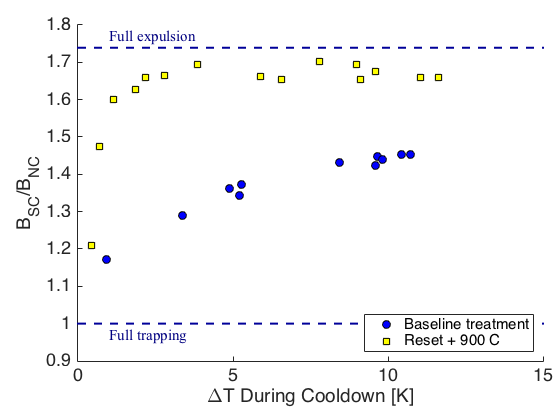 1.8
Full expulsion
1.7
1.6
1.5
1.4
1.3
1.2
1.1
1
0.9
Full trapping
B_SC/B_NC
Baseline treatment
Reset + 900 C
0 5 10 15
ΔT During Cooldown [K]